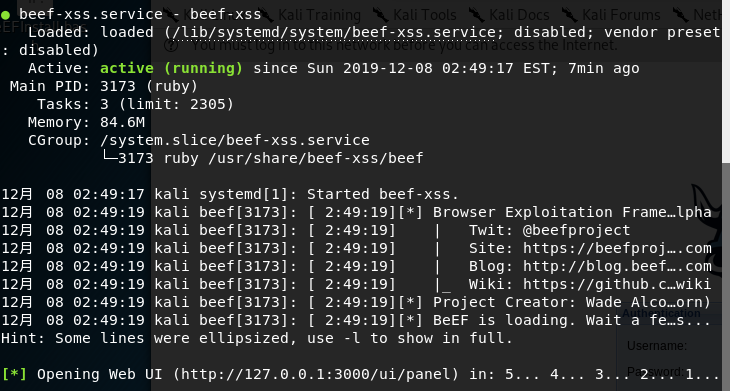 ● beef-xss.service - beef-xss
Loaded: loaded (/lib/systemd/system/beef-xss.service; disabled; vendor preset
: disabled)
Active: active (running) since Sun 2019-12-08 02:49:17 EST; 7min ago
Main PID: 3173 (ruby)
Tasks: 3 (limit: 2305)
Memory: 84.6M
CGroup: /system.slice/beef-xss.service
└─3173 ruby /usr/share/beef-xss/beef
12月 08 02:49:17 kali systemd[1]: Started beef-xss.
12月 08 02:49:19 kali beef[3173]: [ 2:49:19][*] Browser Exploitation Frame…lpha
12月 08 02:49:19 kali beef[3173]: [ 2:49:19]    |   Twit: @beefproject
12月 08 02:49:19 kali beef[3173]: [ 2:49:19]    |   Site: https://beefproj….com
12月 08 02:49:19 kali beef[3173]: [ 2:49:19]    |   Blog: http://blog.beef….com
12月 08 02:49:19 kali beef[3173]: [ 2:49:19]    |_  Wiki: https://github.c…wiki
12月 08 02:49:19 kali beef[3173]: [ 2:49:19][*] Project Creator: Wade Alco…orn)
12月 08 02:49:19 kali beef[3173]: [ 2:49:19][*] BeEF is loading. Wait a fe…s...
Hint: Some lines were ellipsized, use -l to show in full.
[*] Opening Web UI (http://127.0.0.1:3000/ui/panel) in: 5... 4... 3... 2... 1...
Kali Training
Kali Tools
Kali Docs
Kali Forums
You must log in to this network before you can access the Internet.
Authentication
Username:
Password: